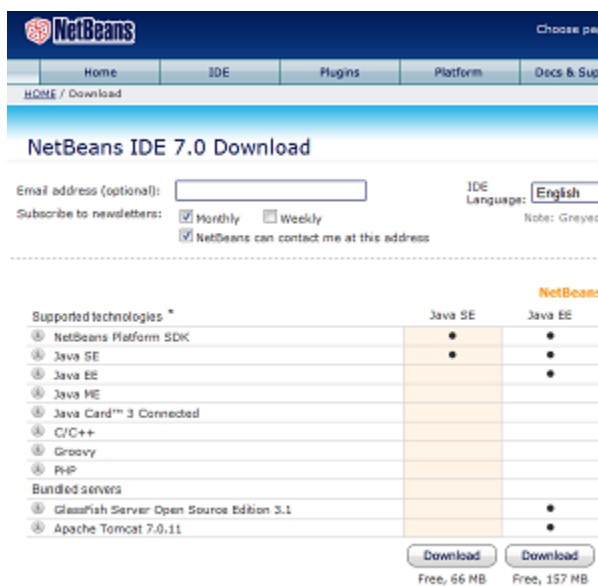 NetBeans
Choose pa
Home IDE Plugins Platform Docs & Sup
HOME / Download
NetBeans IDE 7.0 Download
Email address (optional):
IDE Language: English
Subscribe to newsletters: Monthly Weekly
Note: Greyed
NetBeans can contact me at this address
NetBeans
Supported technologies * Java SE Java EE
NetBeans Platform SDK
Java SE
Java EE
Java ME
Java Card™ 3 Connected
C/C++
Groovy
PHP
Bundled servers
GlassFish Server Open Source Edition 3.1
Apache Tomcat 7.0.11
Download Download
Free, 66 MB Free, 157 MB